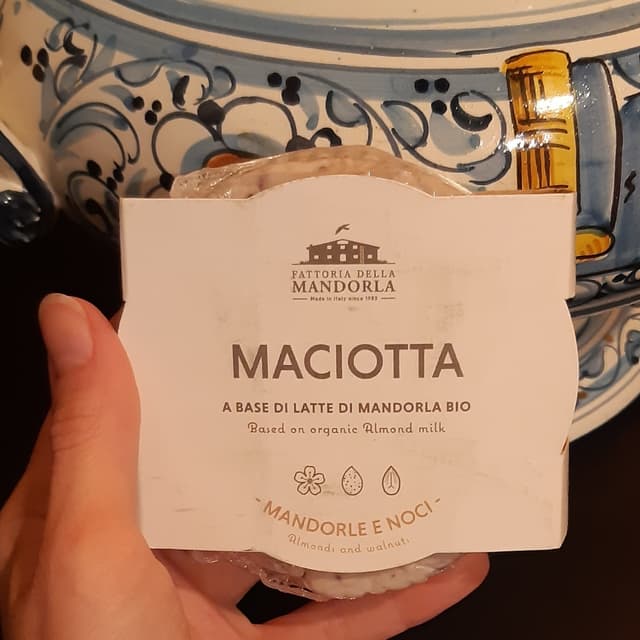 FATTORIA DELLA
MANDORLA
Made in Italy since 1982
MACIOTTA
A BASE DI LATTE DI MANDORLA BIO
Based on organic Almond milk
- MANDORLE E NOCI -
Almonds and walnuts